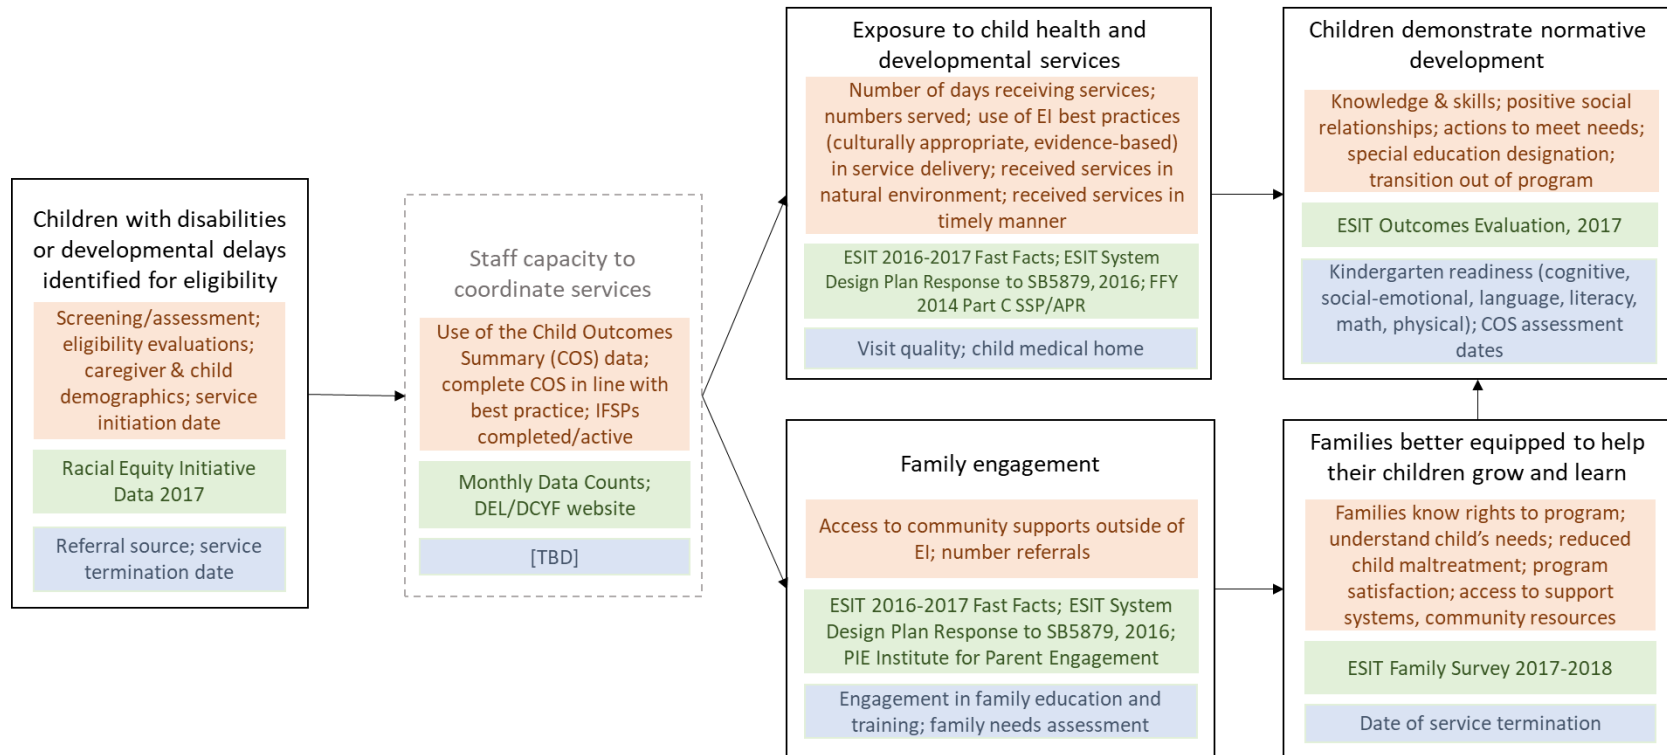 Children with disabilities
or developmental delays
identified for eligibility
Screening/assessment;
eligibility evaluations;
caregiver & child
demographics; service
initiation date
Racial Equity Initiative
Data 2017
Referral source; service
termination date
Staff capacity to
coordinate services
Use of the Child Outcomes
Summary (COS) data;
complete COS in line with
best practice; IFSPs
completed/active
Monthly Data Counts;
DEL/DCYF website
[TBD]
Exposure to child health and
developmental services
Number of days receiving services;
numbers served; use of EI best practices
(culturally appropriate, evidence-based)
in service delivery; received services in
natural environment; received services in
timely manner
ESIT 2016-2017 Fast Facts; ESIT System
Design Plan Response to SB5879, 2016; FFY
2014 Part C SSP/APR
Visit quality; child medical home
Family engagement
Access to community supports outside of
EI; number referrals
ESIT 2016-2017 Fast Facts; ESIT System
Design Plan Response to SB5879, 2016;
PIE Institute for Parent Engagement
Engagement in family education and
training; family needs assessment
Children demonstrate normative
development
Knowledge & skills; positive social
relationships; actions to meet needs;
special education designation;
transition out of program
ESIT Outcomes Evaluation, 2017
Kindergarten readiness (cognitive,
social-emotional, language, literacy,
math, physical); COS assessment
dates
Families better equipped to help
their children grow and learn
Families know rights to program;
understand child's needs; reduced
child maltreatment; program
satisfaction; access to support
systems, community resources
ESIT Family Survey 2017-2018
Date of service termination